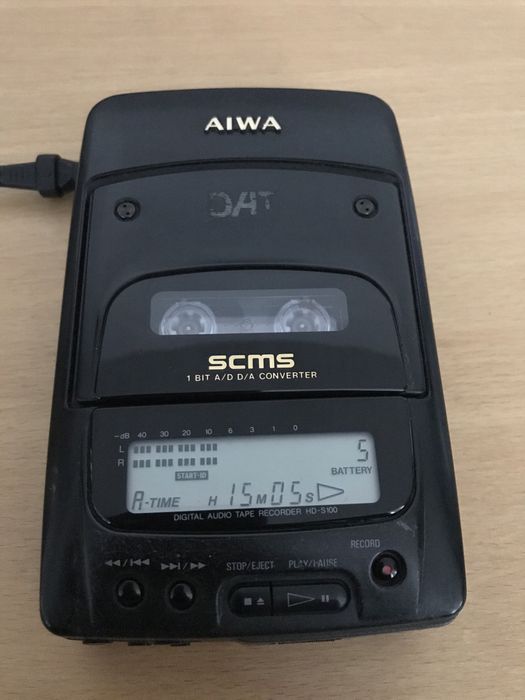 AIWA
DAT
SCMS
1 BIT A/D D/A CONVERTER
-dB 40 30 20 10 6 3 1 0
L
R
5
START-ID
BATTERY
A-TIME H 15M05S
DIGITAL AUDIO TAPE RECORDER HD-S100
RECORD
STOP/EJECT PLAY/PAUSE